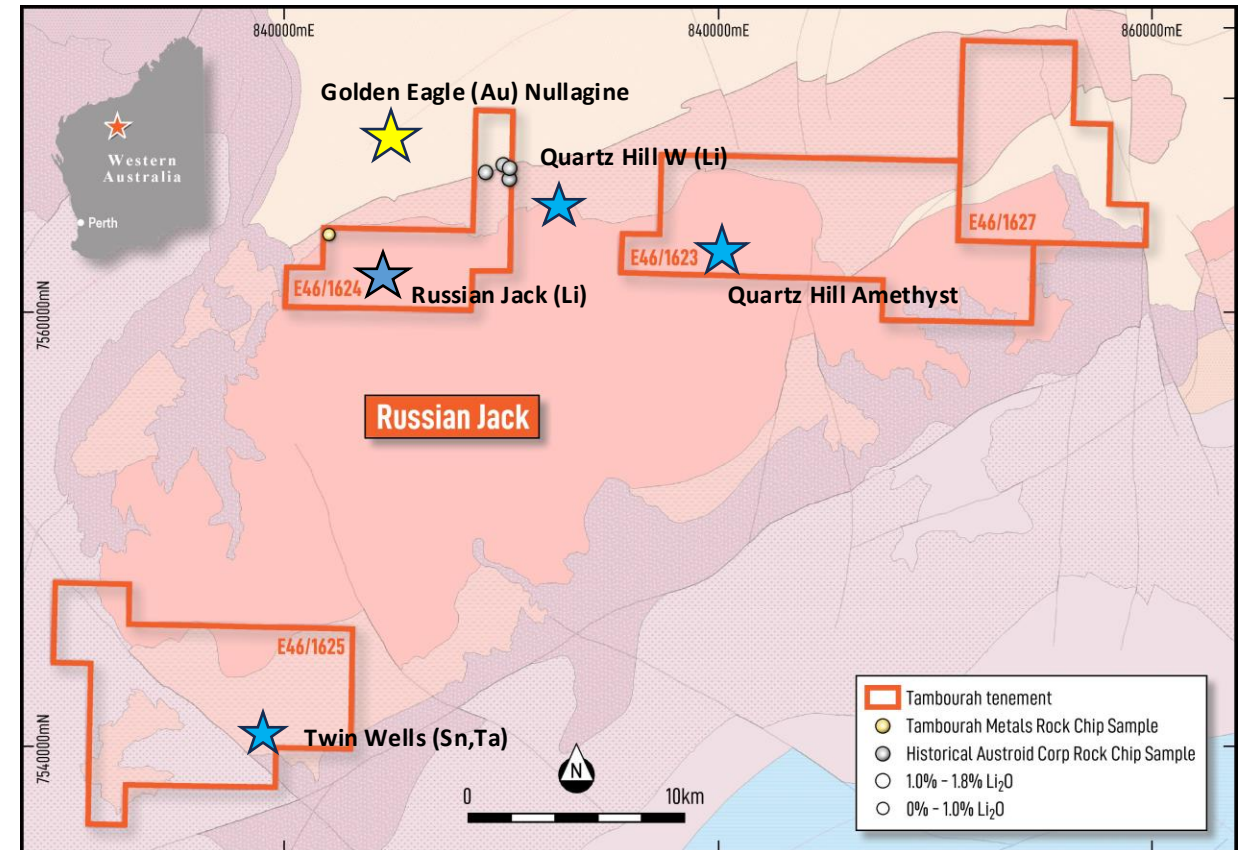 840000mE
840000mE
860000mE
Golden Eagle (Au) Nullagine
Western
Australia
Perth
Quartz Hill W (Li)
E46/1627
E46/1623
E46/1624
Russian Jack (Li)
Quartz Hill Amethyst
7560000mN
Russian Jack
E46/1625
Twin Wells (Sn,Ta)
7540000mN
N
0
10km
Tambourah tenement
Tambourah Metals Rock Chip Sample
Historical Austroid Corp Rock Chip Sample
1.0% – 1.8% Li₂O
0% – 1.0% Li₂O